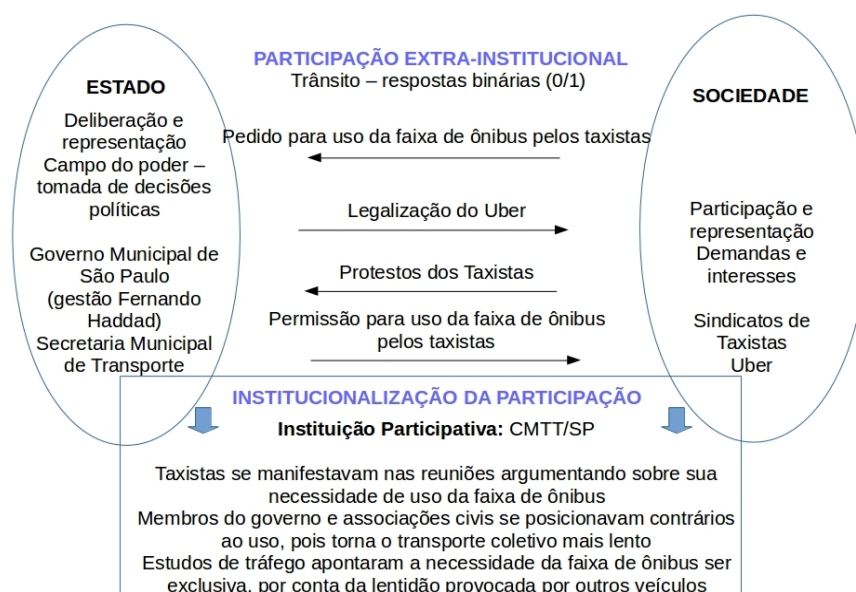 ESTADO
Deliberação e
representação
Campo do poder –
tomada de decisões
políticas
Governo Municipal de
São Paulo
(gestão Fernando
Haddad)
Secretaria Municipal
de Transporte
PARTICIPAÇÃO EXTRA-INSTITUCIONAL
Trânsito – respostas binárias (0/1)
Pedido para uso da faixa de ônibus pelos taxistas
Legalização do Uber
Protestos dos Taxistas
Permissão para uso da faixa de ônibus
pelos taxistas
SOCIEDADE
Participação e
representação
Demandas e
interesses
Sindicatos de
Taxistas
Uber
INSTITUCIONALIZAÇÃO DA PARTICIPAÇÃO
Instituição Participativa: CMTT/SP
Taxistas se manifestavam nas reuniões argumentando sobre sua
necessidade de uso da faixa de ônibus
Membros do governo e associações civis se posicionavam contrários
ao uso, pois torna o transporte coletivo mais lento
Estudos de tráfego apontaram a necessidade da faixa de ônibus ser
exclusiva, por conta da lentidão provocada por outros veículos